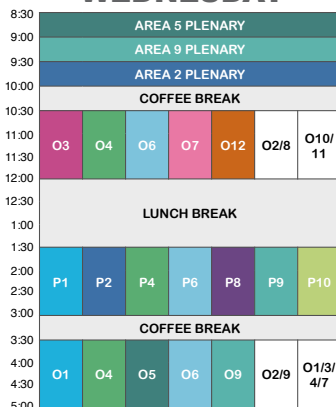 WEDNESDAY
8:30
AREA 5 PLENARY
9:00
AREA 9 PLENARY
9:30
AREA 2 PLENARY
10:00
COFFEE BREAK
10:30
11:00
11:30
O3 O4 O6 O7 O12 O2/8 O10/
11
12:00
12:30
LUNCH BREAK
1:00
1:30
2:00
2:30
P1 P2 P4 P6 P8 P9 P10
3:00
COFFEE BREAK
3:30
4:00
4:30
O1 O4 O5 O6 O9 O2/9 O1/3/
4/7
5:00